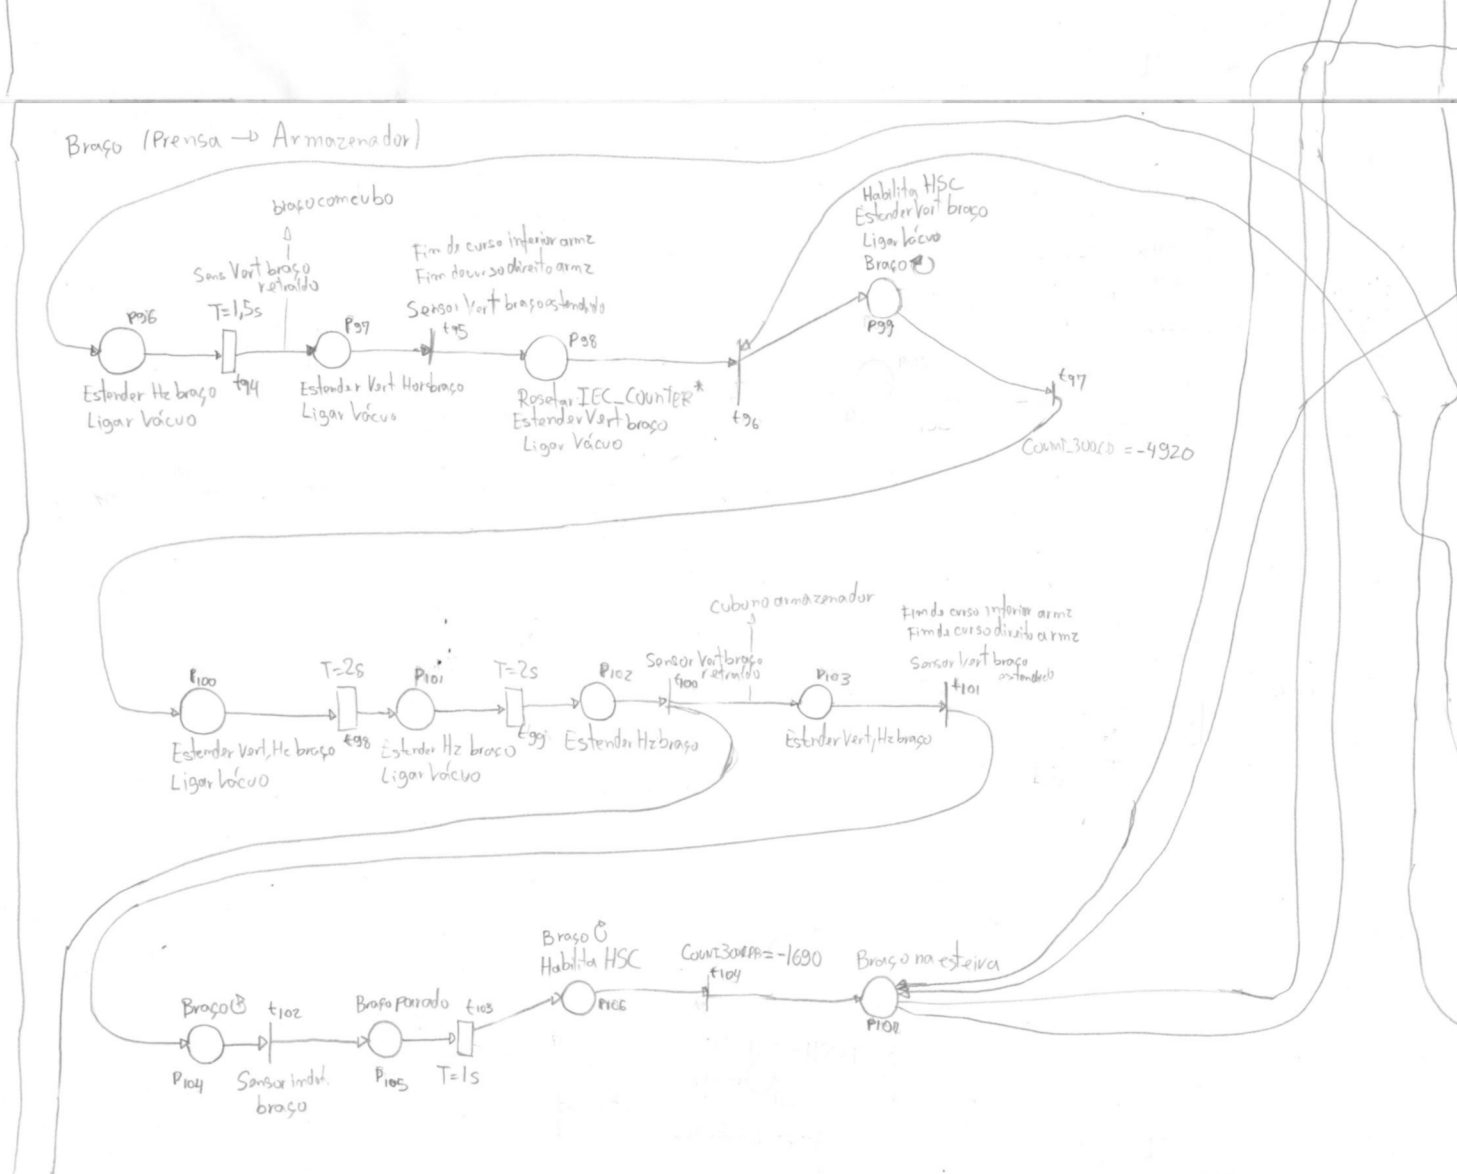 Braço (Prensa → Armazenador)
braço com cubo
Sens Vert braço
retraído
P96
T=1,5s
t94
Estender Hz braço
Ligar Vácuo
P97
Estender Vert braço
Ligar Vácuo
Fim de curso inferior armz
Fim de curso direito armz
Sensor Vert braço estendido
t95
P98
Resetar IEC_COUNTER*
Estender Vert braço
Ligar Vácuo
t96
Habilita HSC
Estender Vert braço
Ligar Vácuo
Braço
P99
t97
= -4920
P100
Estender Vert, Hz braço
Ligar Vácuo
T=2s
t98
P101
Estender Hz braço
Ligar Vácuo
T=2s
t99
P102
Estender Hz braço
Cubo no armazenador
Sensor Vert braço
retraído
t100
P103
Estender Vert, Hz braço
Fim de curso inferior armz
Fim de curso direito armz
Sensor Vert braço
estendido
t101
Braço
P104
t102
Sensor indut.
braço
Braço parado
P105
t103
T=1s
Braço
Habilita HSC
P106
= -1690
t104
Braço na esteira